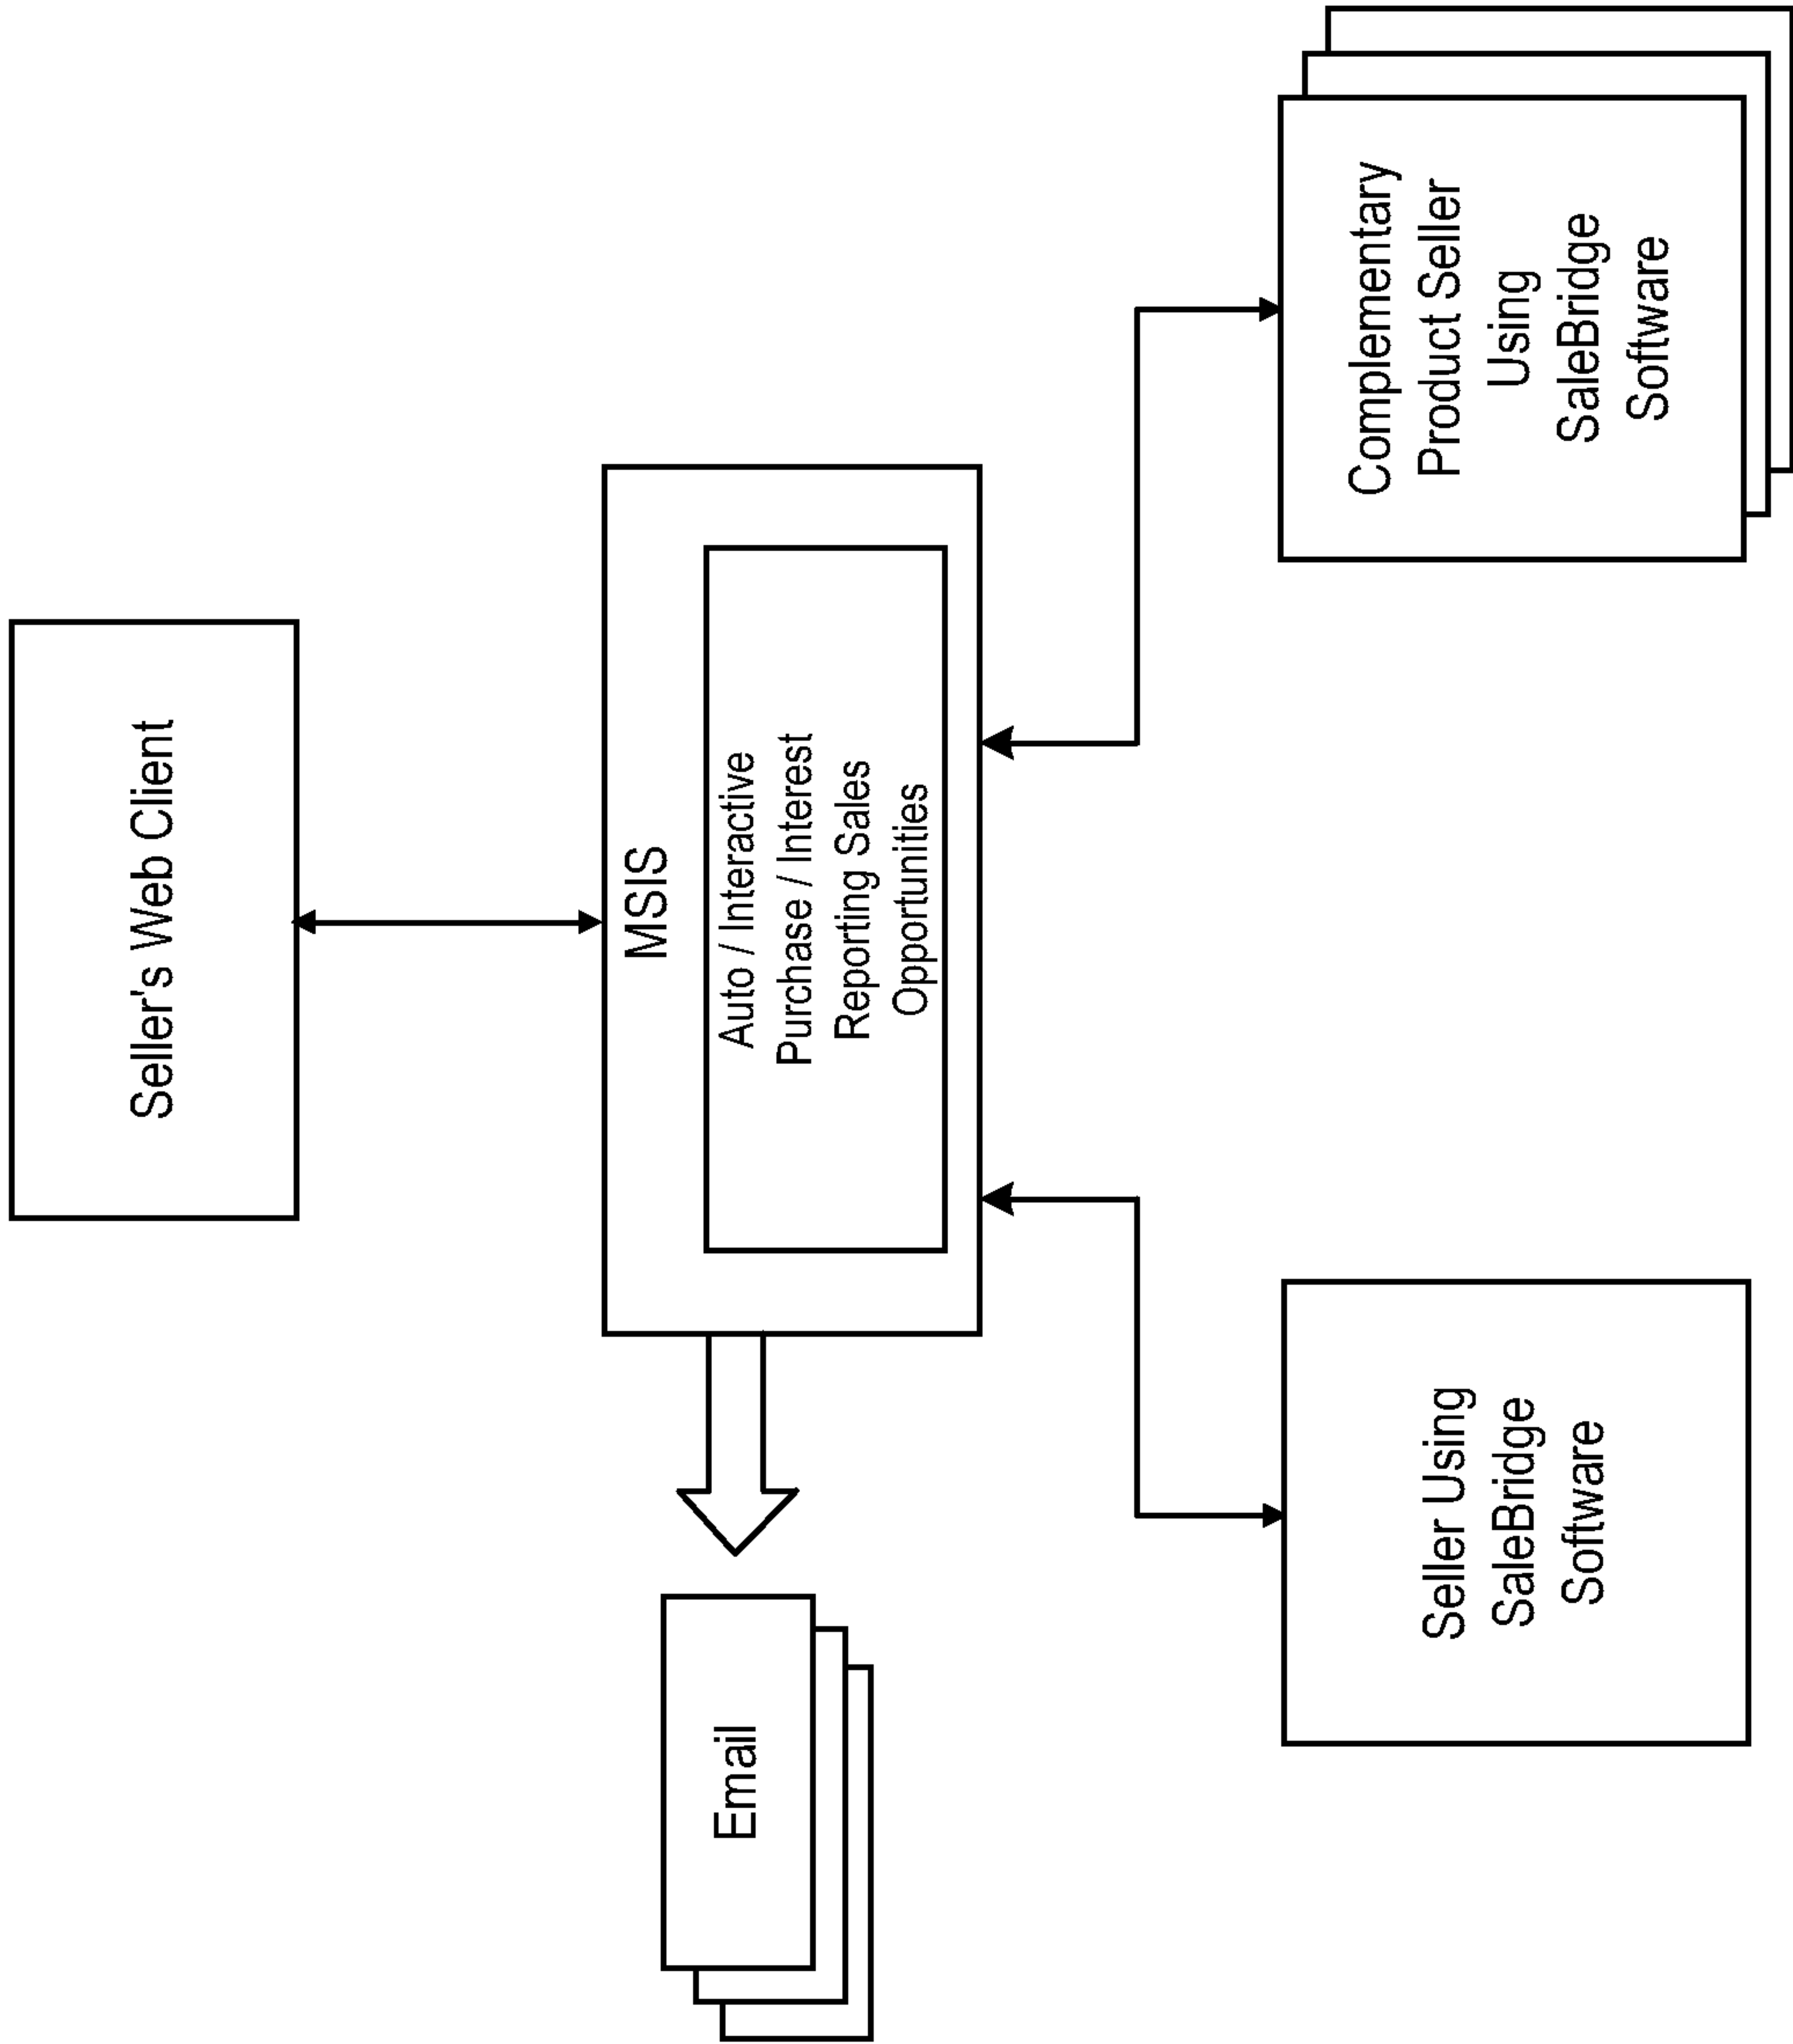 Seller's Web Client
MSIS
Auto / Interactive
Purchase / Interest
Reporting Sales
Opportunities
Email
Seller Using
SaleBridge
Software
Complementary
Product Seller
Using
SaleBridge
Software